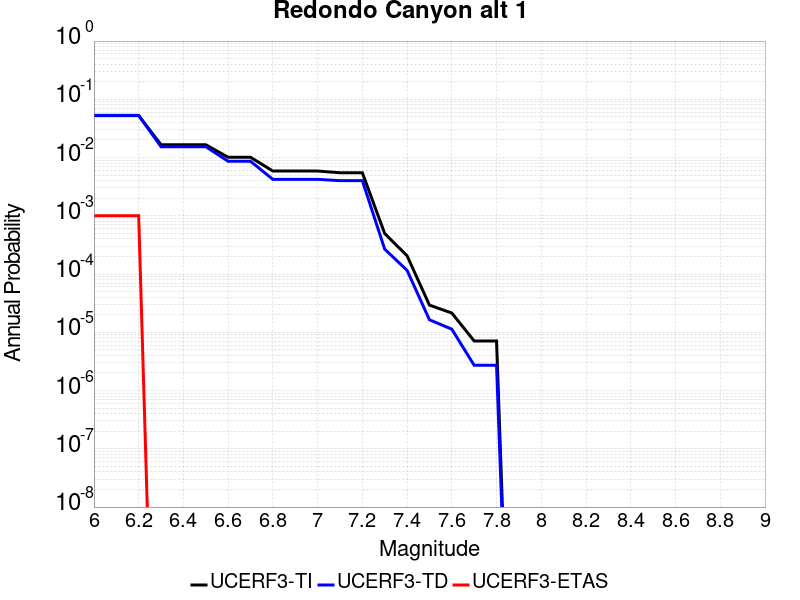 Redondo Canyon alt 1
10^0
10^-1
10^-2
10^-3
10^-4
10^-5
10^-6
10^-7
10^-8
Annual Probability
6 6.2 6.4 6.6 6.8 7 7.2 7.4 7.6 7.8 8 8.2 8.4 8.6 8.8 9
Magnitude
UCERF3-TI UCERF3-TD UCERF3-ETAS